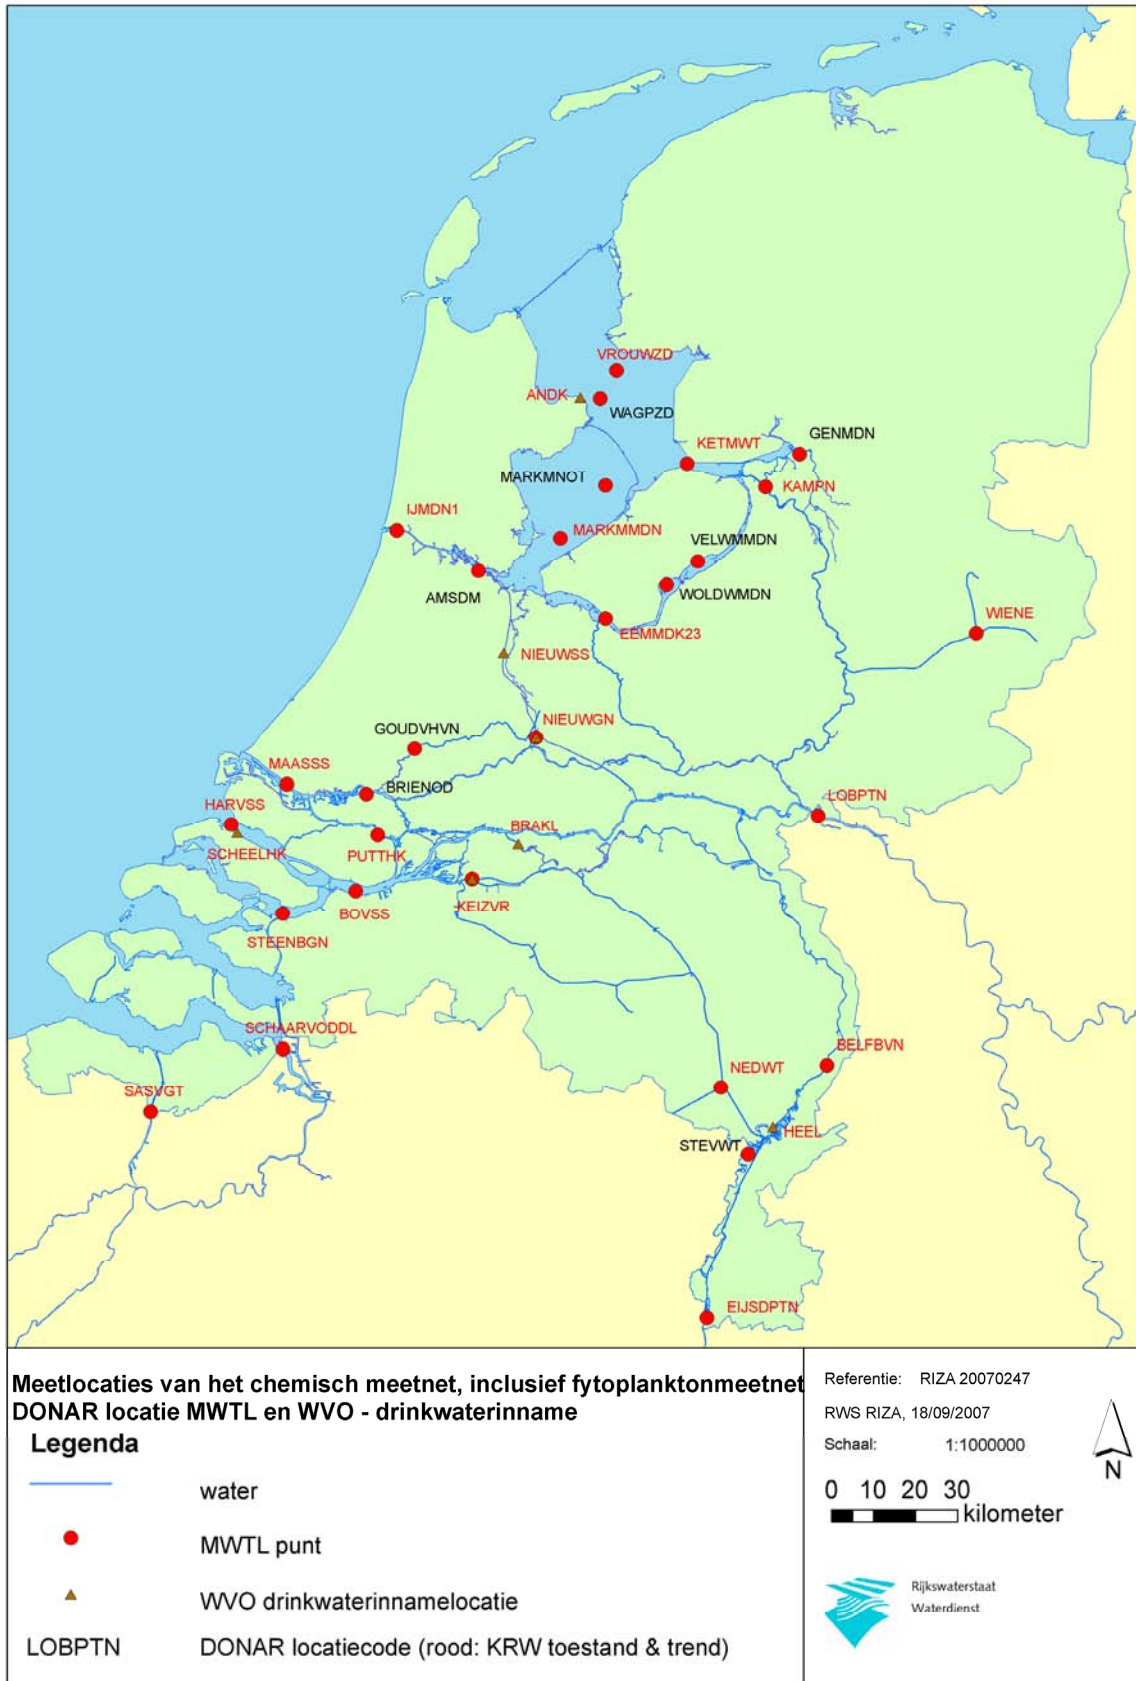 VROUWZD
ANDK
WAGPZD
GENMDN
KETMWT
MARKMNOT
KAMPN
IJMDN1
MARKMMDN
VELWMMDN
AMSDM
WOLDWMDN
WIENE
EEMMDK23
NIEUWSS
NIEUWGN
GOUDVHVN
MAASSS
BRIENOD
LOBPTN
HARVSS
BRAKL
SCHEELHK
PUTTHK
KEIZVR
BOVSS
STEENBGN
SCHAARVODDL
BELFBVN
NEDWT
SASVGT
HEEL
STEVWT
EIJSDPTN
Meetlocaties van het chemisch meetnet, inclusief fytoplanktonmeetnet
DONAR locatie MWTL en WVO - drinkwaterinname
Legenda
water
MWTL punt
WVO drinkwaterinnamelocatie
LOBPTN DONAR locatiecode (rood: KRW toestand & trend)
Referentie: RIZA 20070247
RWS RIZA, 18/09/2007
Schaal: 1:1000000
N
0 10 20 30
kilometer
Rijkswaterstaat
Waterdienst